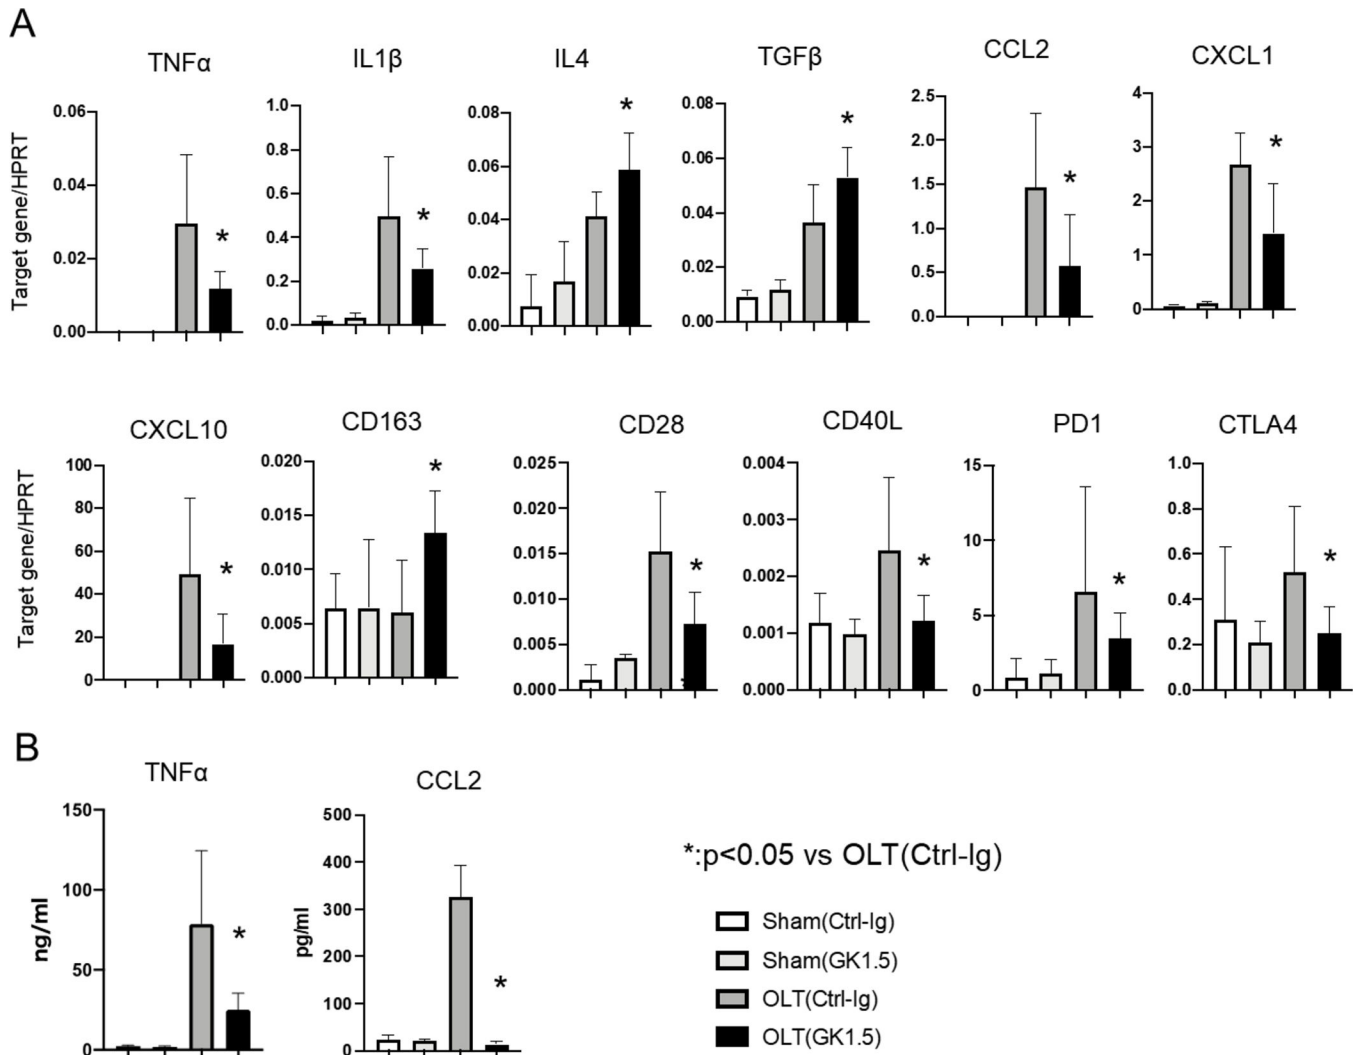 A
TNFα IL1β IL4 TGFβ CCL2 CXCL1
Target gene/HPRT
0.06 0.04 0.02 0.00
1.0 0.8 0.6 0.4 0.2 0.0
0.08 0.06 0.04 0.02 0.00
0.08 0.06 0.04 0.02 0.00
2.5 2.0 1.5 1.0 0.5 0.0
4 3 2 1 0
* * * * * *
CXCL10 CD163 CD28 CD40L PD1 CTLA4
Target gene/HPRT
100 80 60 40 20 0
0.020 0.015 0.010 0.005 0.000
0.025 0.020 0.015 0.010 0.005 0.000
0.004 0.003 0.002 0.001 0.000
15 10 5 0
1.0 0.8 0.6 0.4 0.2 0.0
* * * * * *
B
TNFα CCL2
ng/ml
150 100 50 0
*
pg/ml
500 400 300 200 100 0
*
*:p<0.05 vs OLT(Ctrl-Ig)
Sham(Ctrl-Ig)
Sham(GK1.5)
OLT(Ctrl-Ig)
OLT(GK1.5)